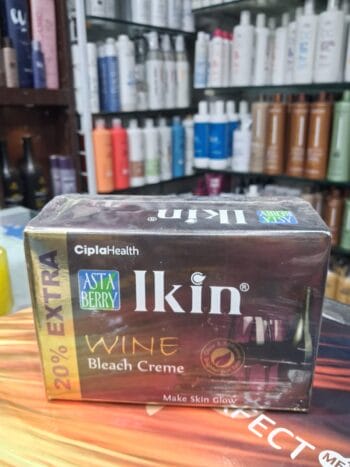 Ikin®
ASTA
BERRY
CiplaHealth
20% EXTRA
ASTA
BERRY
Ikin®
WINE
Bleach Creme
Make Skin Glow